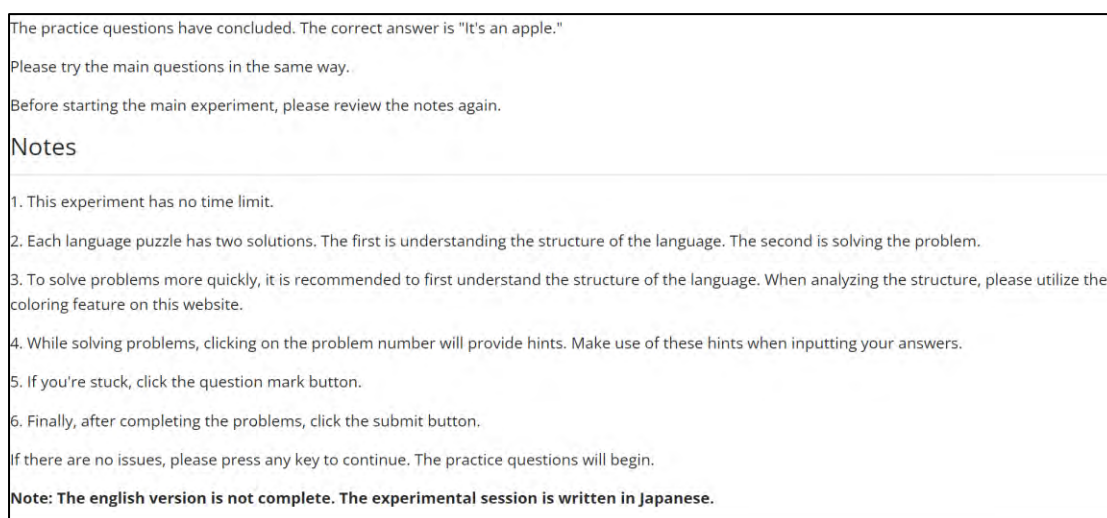 The practice questions have concluded. The correct answer is "It's an apple."
Please try the main questions in the same way.
Before starting the main experiment, please review the notes again.
Notes
1. This experiment has no time limit.
2. Each language puzzle has two solutions. The first is understanding the structure of the language. The second is solving the problem.
3. To solve problems more quickly, it is recommended to first understand the structure of the language. When analyzing the structure, please utilize the
coloring feature on this website.
4. While solving problems, clicking on the problem number will provide hints. Make use of these hints when inputting your answers.
5. If you're stuck, click the question mark button.
6. Finally, after completing the problems, click the submit button.
If there are no issues, please press any key to continue. The practice questions will begin.
Note: The english version is not complete. The experimental session is written in Japanese.